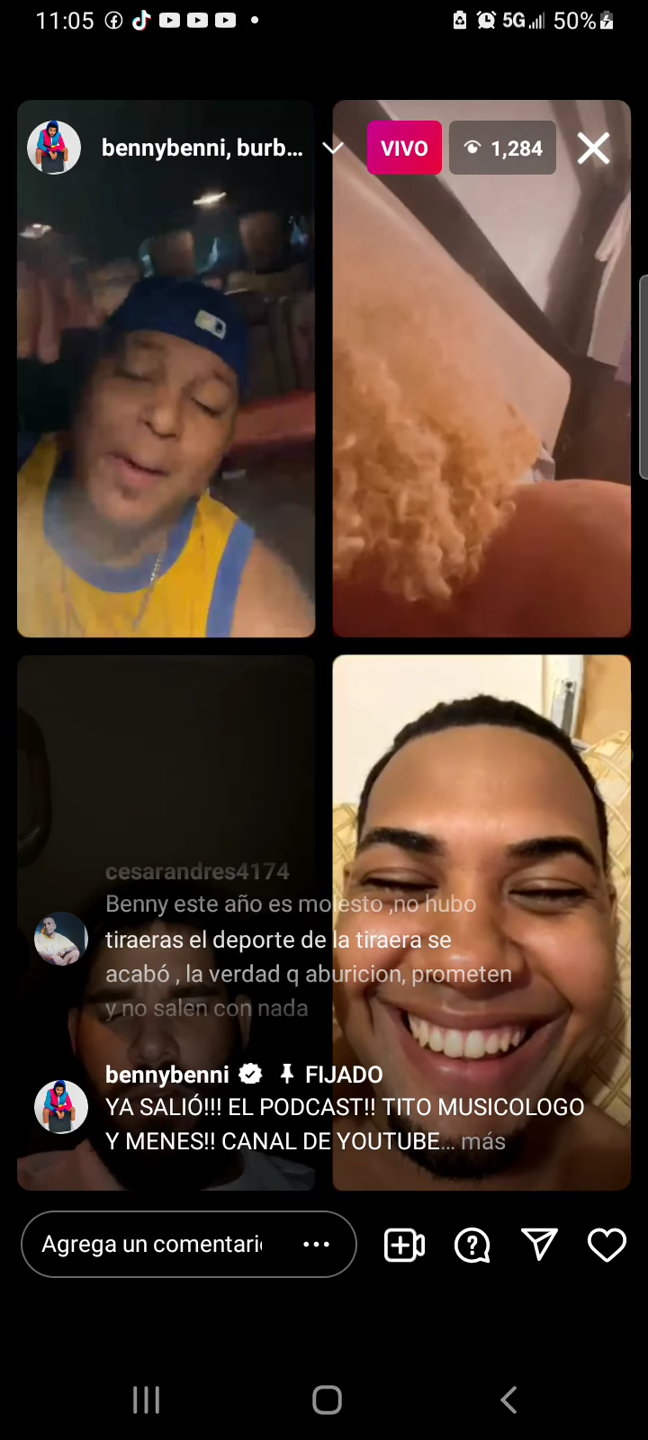 11:05 5G 50%
bennybenni, burb... VIVO 1,284
cesarandres4174
Benny este año es molesto ,no hubo
tiraeras el deporte de la tiraera se
acabó , la verdad q aburicion, prometen
y no salen con nada
bennybenni FIJADO
YA SALIÓ!!! EL PODCAST!! TITO MUSICOLOGO
Y MENES!! CANAL DE YOUTUBE... más
Agrega un comentari